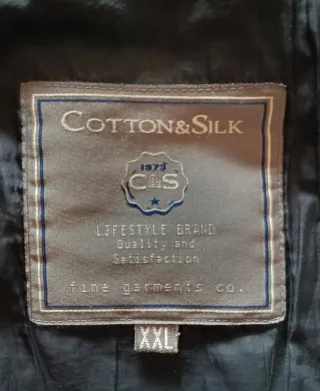 COTTON&SILK
1973
C&S
LIFESTYLE BRAND
Quality and
Satisfaction
fine garments co.
XXL